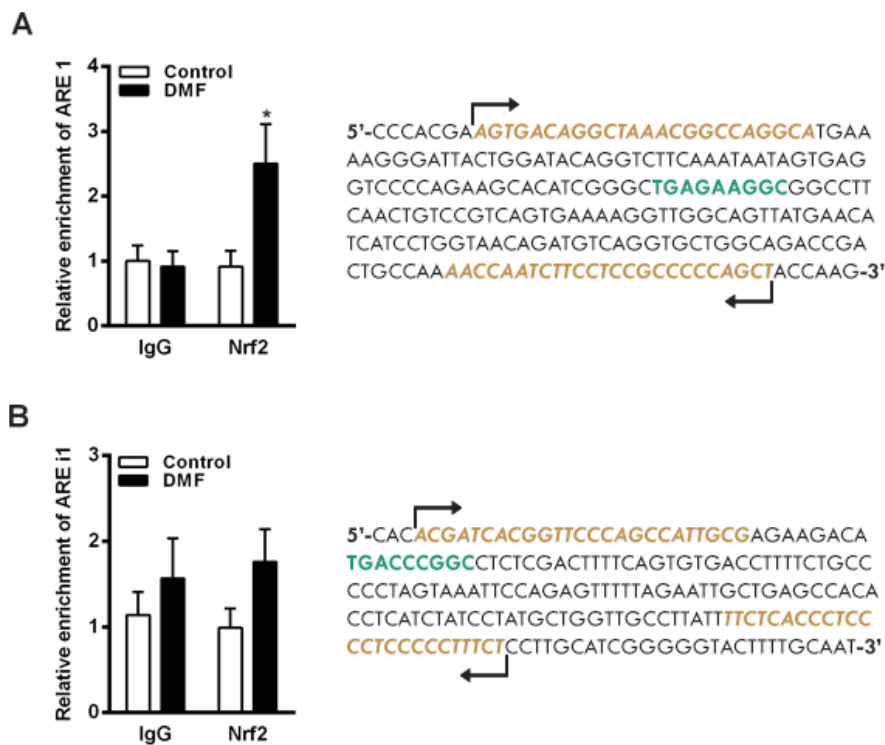 A
Relative enrichment of ARE 1
4
3
2
1
0
Control
DMF
*
IgG
Nrf2
5'-CCCACGAAGTGACAGGCTAAACGGCCAGGCATGAA
AAGGGATTACTGGATACAGGTCTTCAAATAATAGTGAG
GTCCCCAGAAGCACATCGGGCTGAGAAGGCGGCCTT
CAACTGTCCGTCAGTGAAAAGGTTGGCAGTTATGAACA
TCATCCTGGTAACAGATGTCAGGTGCTGGCAGACCGA
CTGCCAAAACCAATCTTCCTCCGCCCCCAGCTACCAAG-3'
B
Relative enrichment of ARE i1
3
2
1
0
Control
DMF
IgG
Nrf2
5'-CACACGATCACGGTTCCCAGCCATTGCGAGAAGACA
TGACCCGGCCTCTCGACTTTTCAGTGTGACCTTTTCTGCC
CCCTAGTAAATTCCAGAGTTTTTAGAATTGCTGAGCCACA
CCTCATCTATCCTATGCTGGTTGCCTTATTTTCTCACCCTCC
CCTCCCCCTTTCTCCTTGCATCGGGGGTACTTTTGCAAT-3'